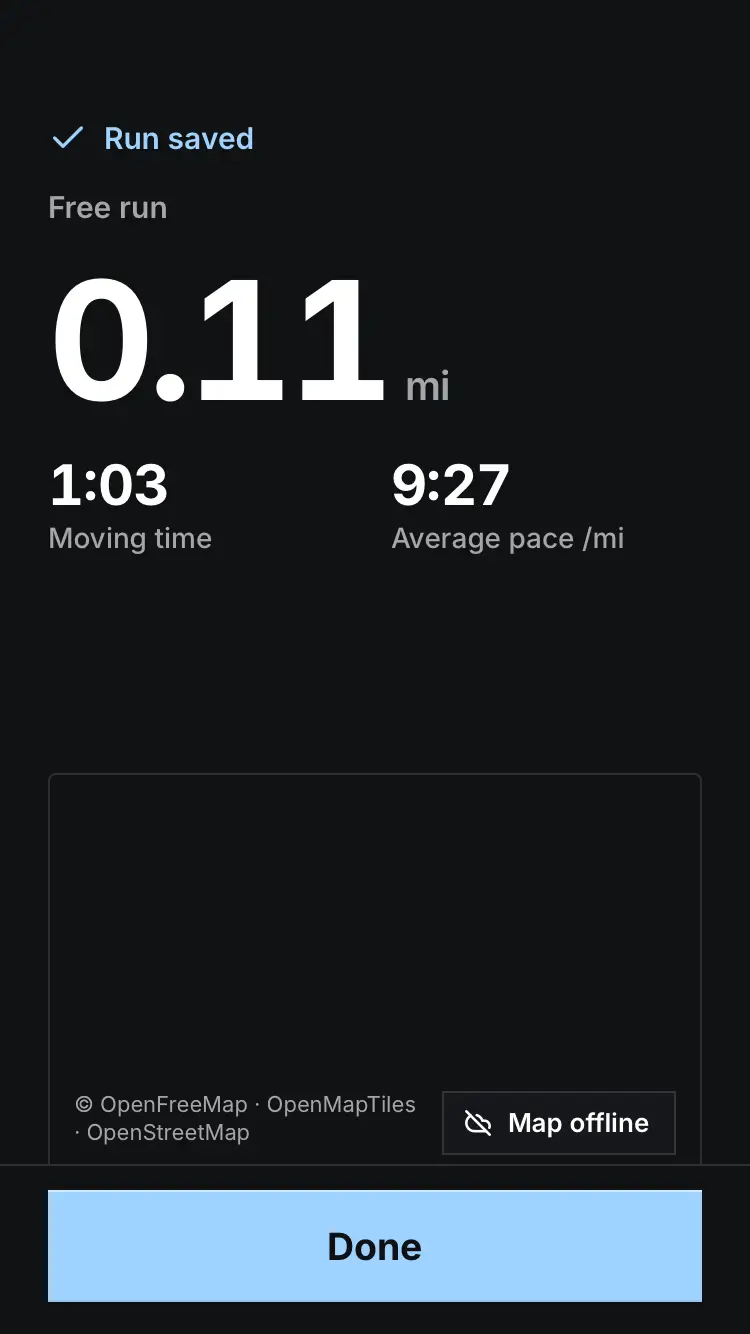 Run saved
Free run
0.11 mi
1:03 9:27
Moving time Average pace /mi
© OpenFreeMap · OpenMapTiles
· OpenStreetMap
Map offline
Done